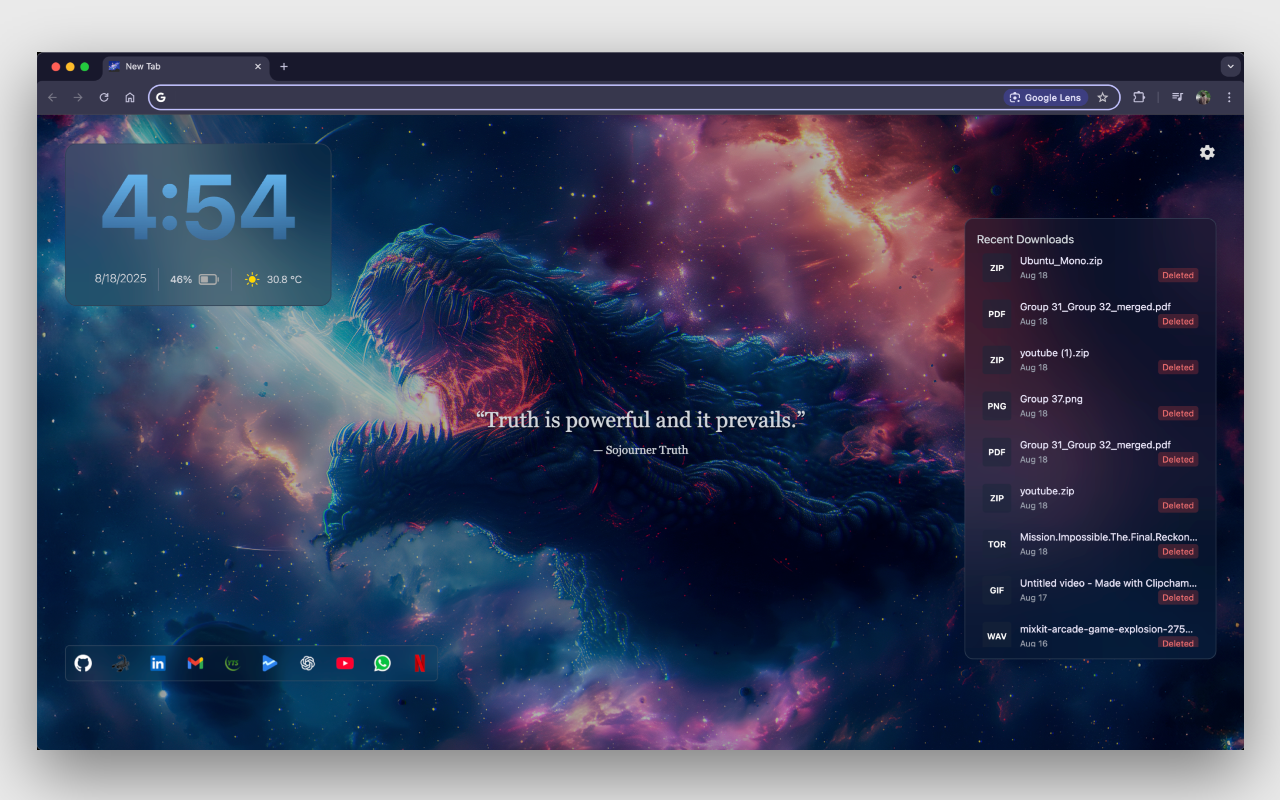 New Tab
Google Lens
4:54
8/18/2025
46%
30.8 °C
“Truth is powerful and it prevails.”
— Sojourner Truth
Recent Downloads
ZIP
Ubuntu_Mono.zip
Aug 18
Deleted
PDF
Group 31_Group 32_merged.pdf
Aug 18
Deleted
ZIP
youtube (1).zip
Aug 18
Deleted
PNG
Group 37.png
Aug 18
Deleted
PDF
Group 31_Group 32_merged.pdf
Aug 18
Deleted
ZIP
youtube.zip
Aug 18
Deleted
TOR
Mission.Impossible.The.Final.Reckon...
Aug 18
Deleted
GIF
Untitled video - Made with Clipcham...
Aug 17
Deleted
WAV
mixkit-arcade-game-explosion-275...
Aug 16
Deleted
in
YTS